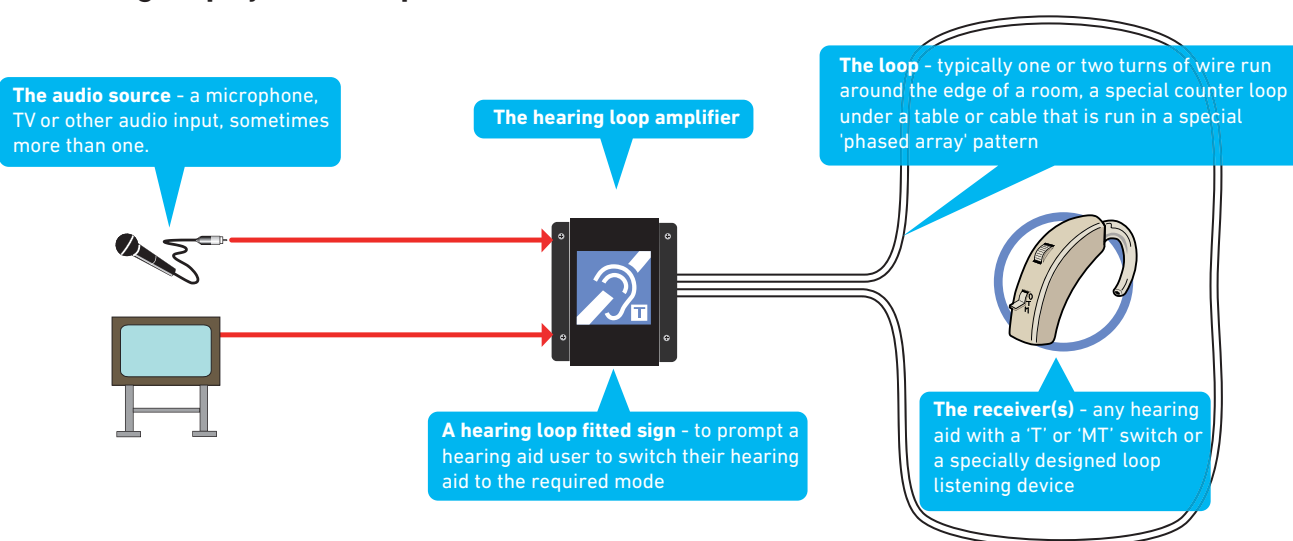 The audio source - a microphone,
TV or other audio input, sometimes
more than one.
The hearing loop amplifier
The loop - typically one or two turns of wire run
around the edge of a room, a special counter loop
under a table or cable that is run in a special
'phased array' pattern
T
O
T
M
A hearing loop fitted sign - to prompt a
hearing aid user to switch their hearing
aid to the required mode
The receiver(s) - any hearing
aid with a ‘T’ or ‘MT’ switch or
a specially designed loop
listening device